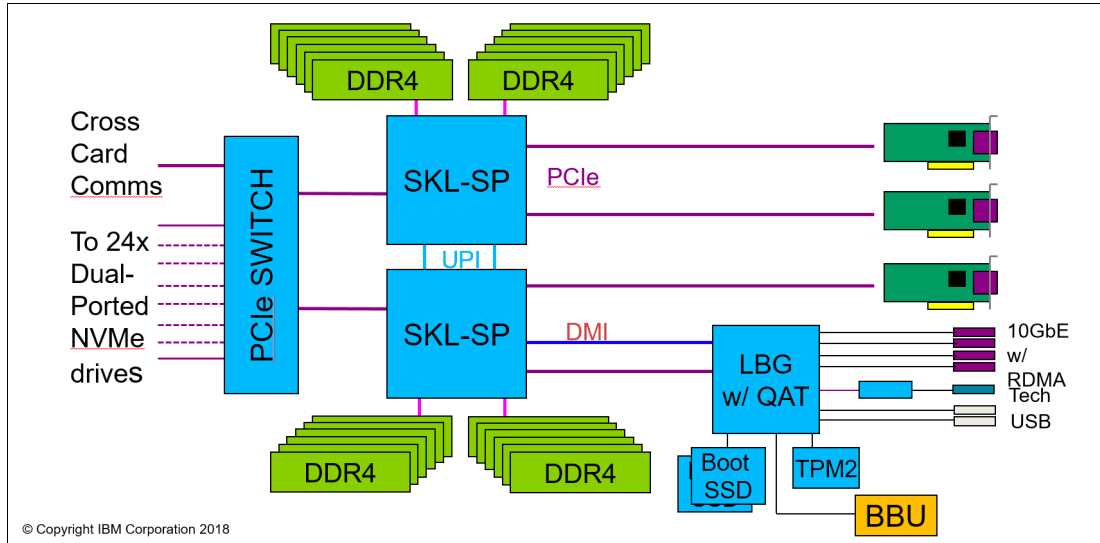 DDR4
DDR4
Cross
Card
Comms
To 24x
Dual-
Ported
NVMe
drives
PCIe SWITCH
SKL-SP
PCIe
UPI
SKL-SP
DMI
LBG
w/ QAT
10GbE
w/
RDMA
Tech
USB
DDR4
DDR4
Boot
SSD
TPM2
BBU
© Copyright IBM Corporation 2018